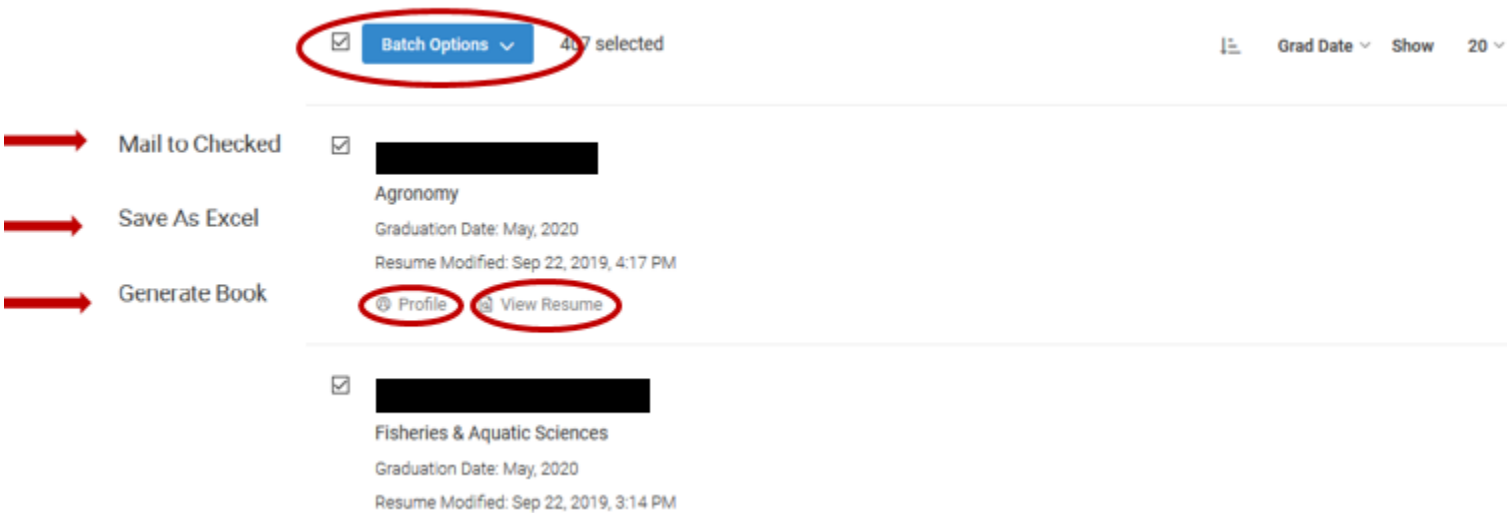 Batch Options 407 selected Grad Date Show 20
Mail to Checked
Agronomy
Save As Excel
Graduation Date: May, 2020
Resume Modified: Sep 22, 2019, 4:17 PM
Generate Book
Profile View Resume
Fisheries & Aquatic Sciences
Graduation Date: May, 2020
Resume Modified: Sep 22, 2019, 3:14 PM